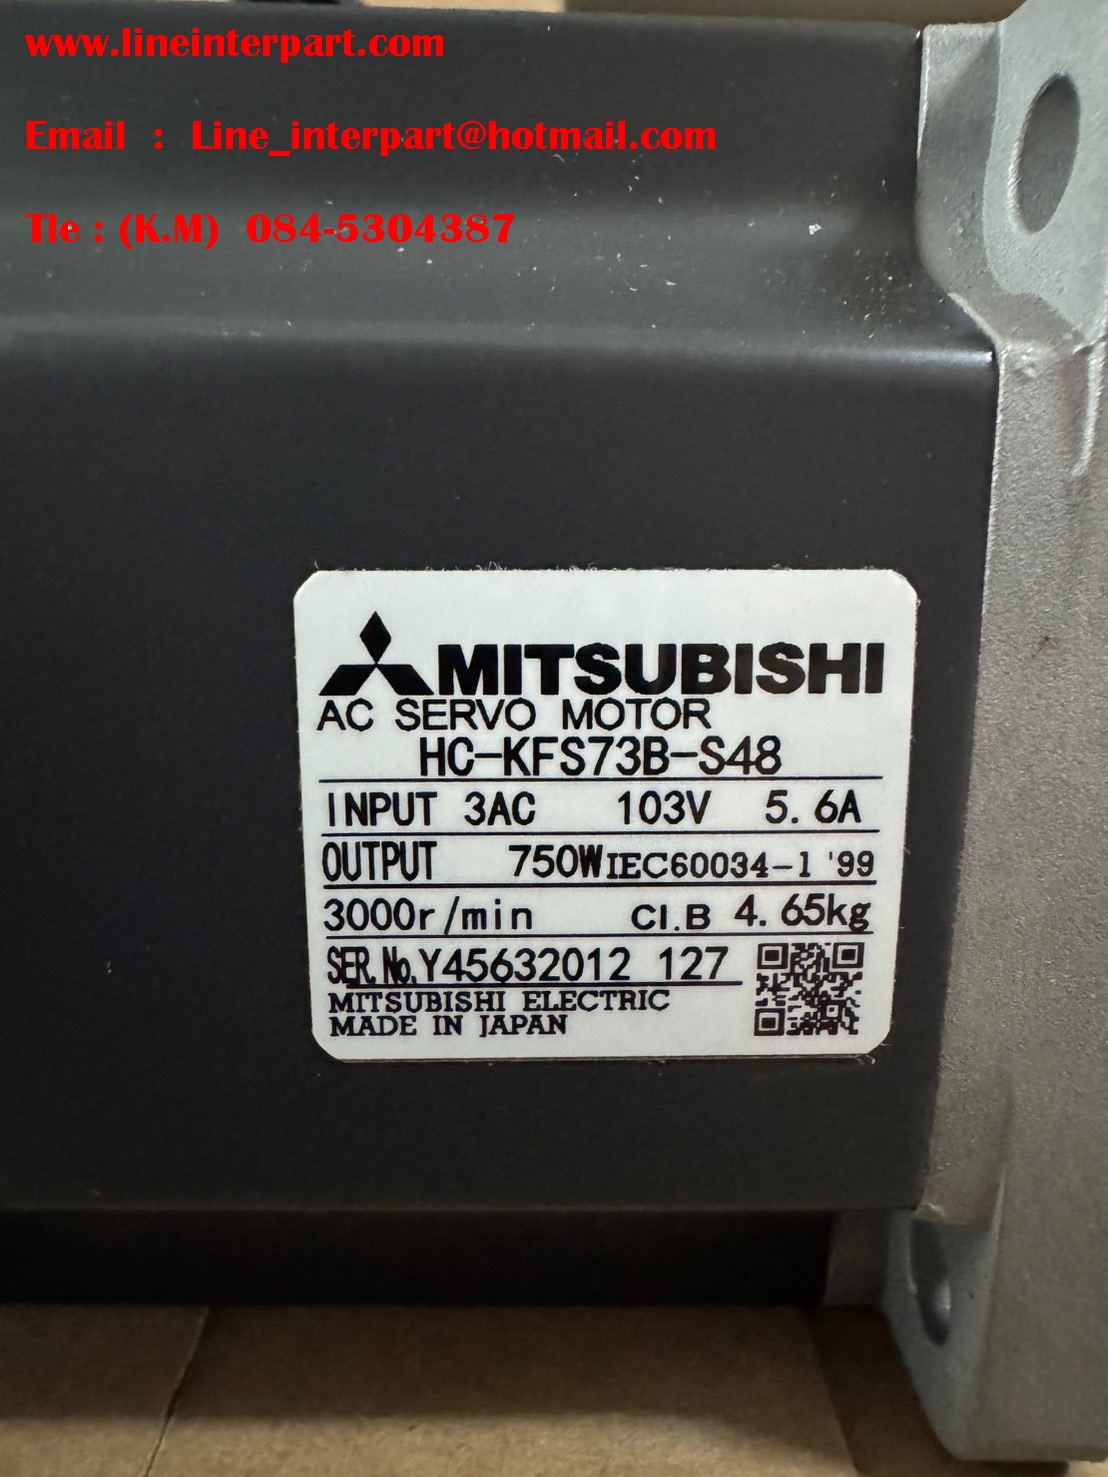 www.lineinterpart.com
Email : Line_interpart@hotmail.com
Tle : (K.M) 084-5304387
MITSUBISHI
AC SERVO MOTOR
HC-KFS73B-S48
INPUT 3AC 103V 5.6A
OUTPUT 750W IEC60034-1 '99
3000r/min CI.B 4.65kg
SER.No.Y45632012 127
MITSUBISHI ELECTRIC
MADE IN JAPAN